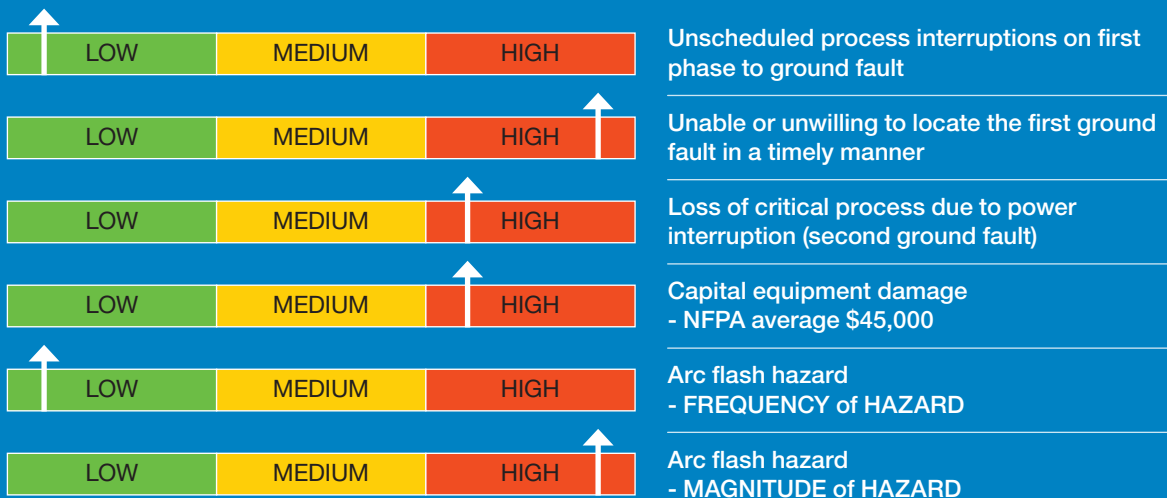 LOW MEDIUM HIGH
Unscheduled process interruptions on first
phase to ground fault
LOW MEDIUM HIGH
Unable or unwilling to locate the first ground
fault in a timely manner
LOW MEDIUM HIGH
Loss of critical process due to power
interruption (second ground fault)
LOW MEDIUM HIGH
Capital equipment damage
- NFPA average $45,000
LOW MEDIUM HIGH
Arc flash hazard
- FREQUENCY of HAZARD
LOW MEDIUM HIGH
Arc flash hazard
- MAGNITUDE of HAZARD